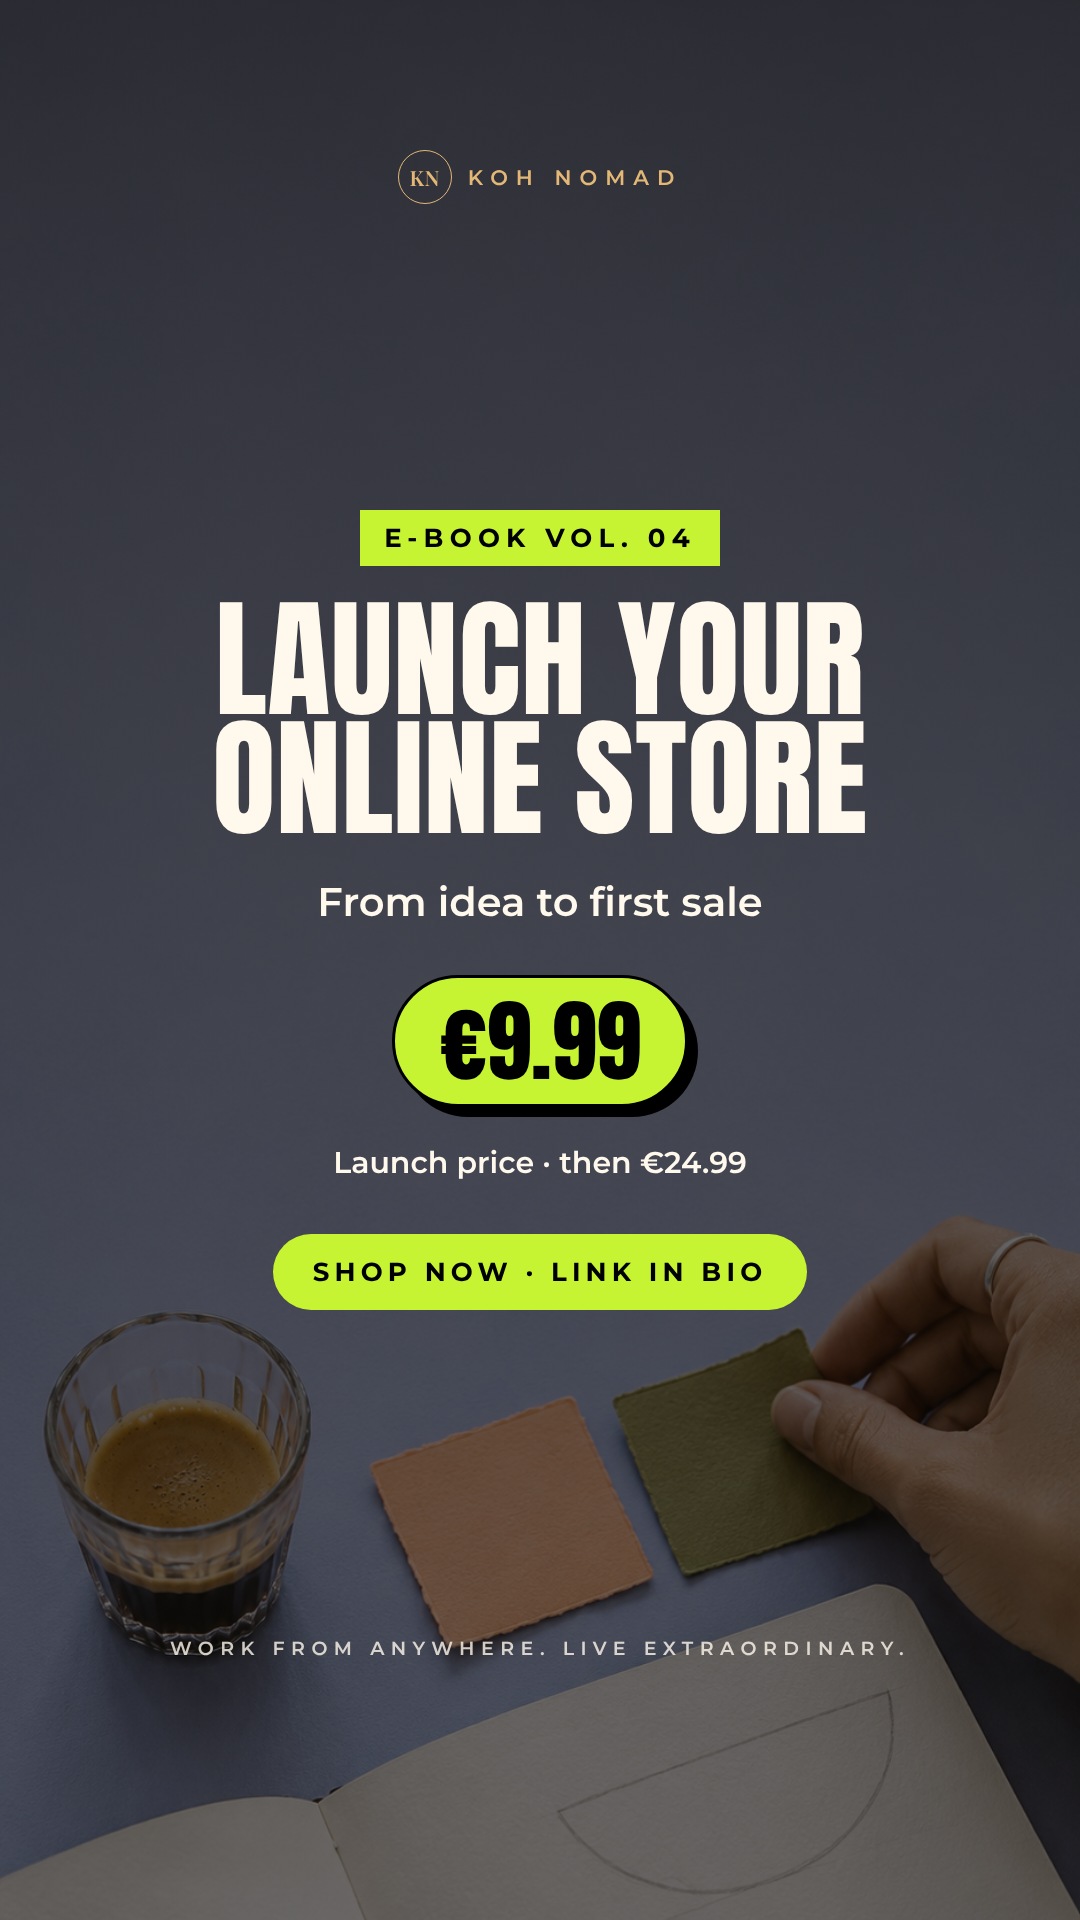 KN KOH NOMAD
E-BOOK VOL. 04
LAUNCH YOUR
ONLINE STORE
From idea to first sale
€9.99
Launch price · then €24.99
SHOP NOW · LINK IN BIO
WORK FROM ANYWHERE. LIVE EXTRAORDINARY.